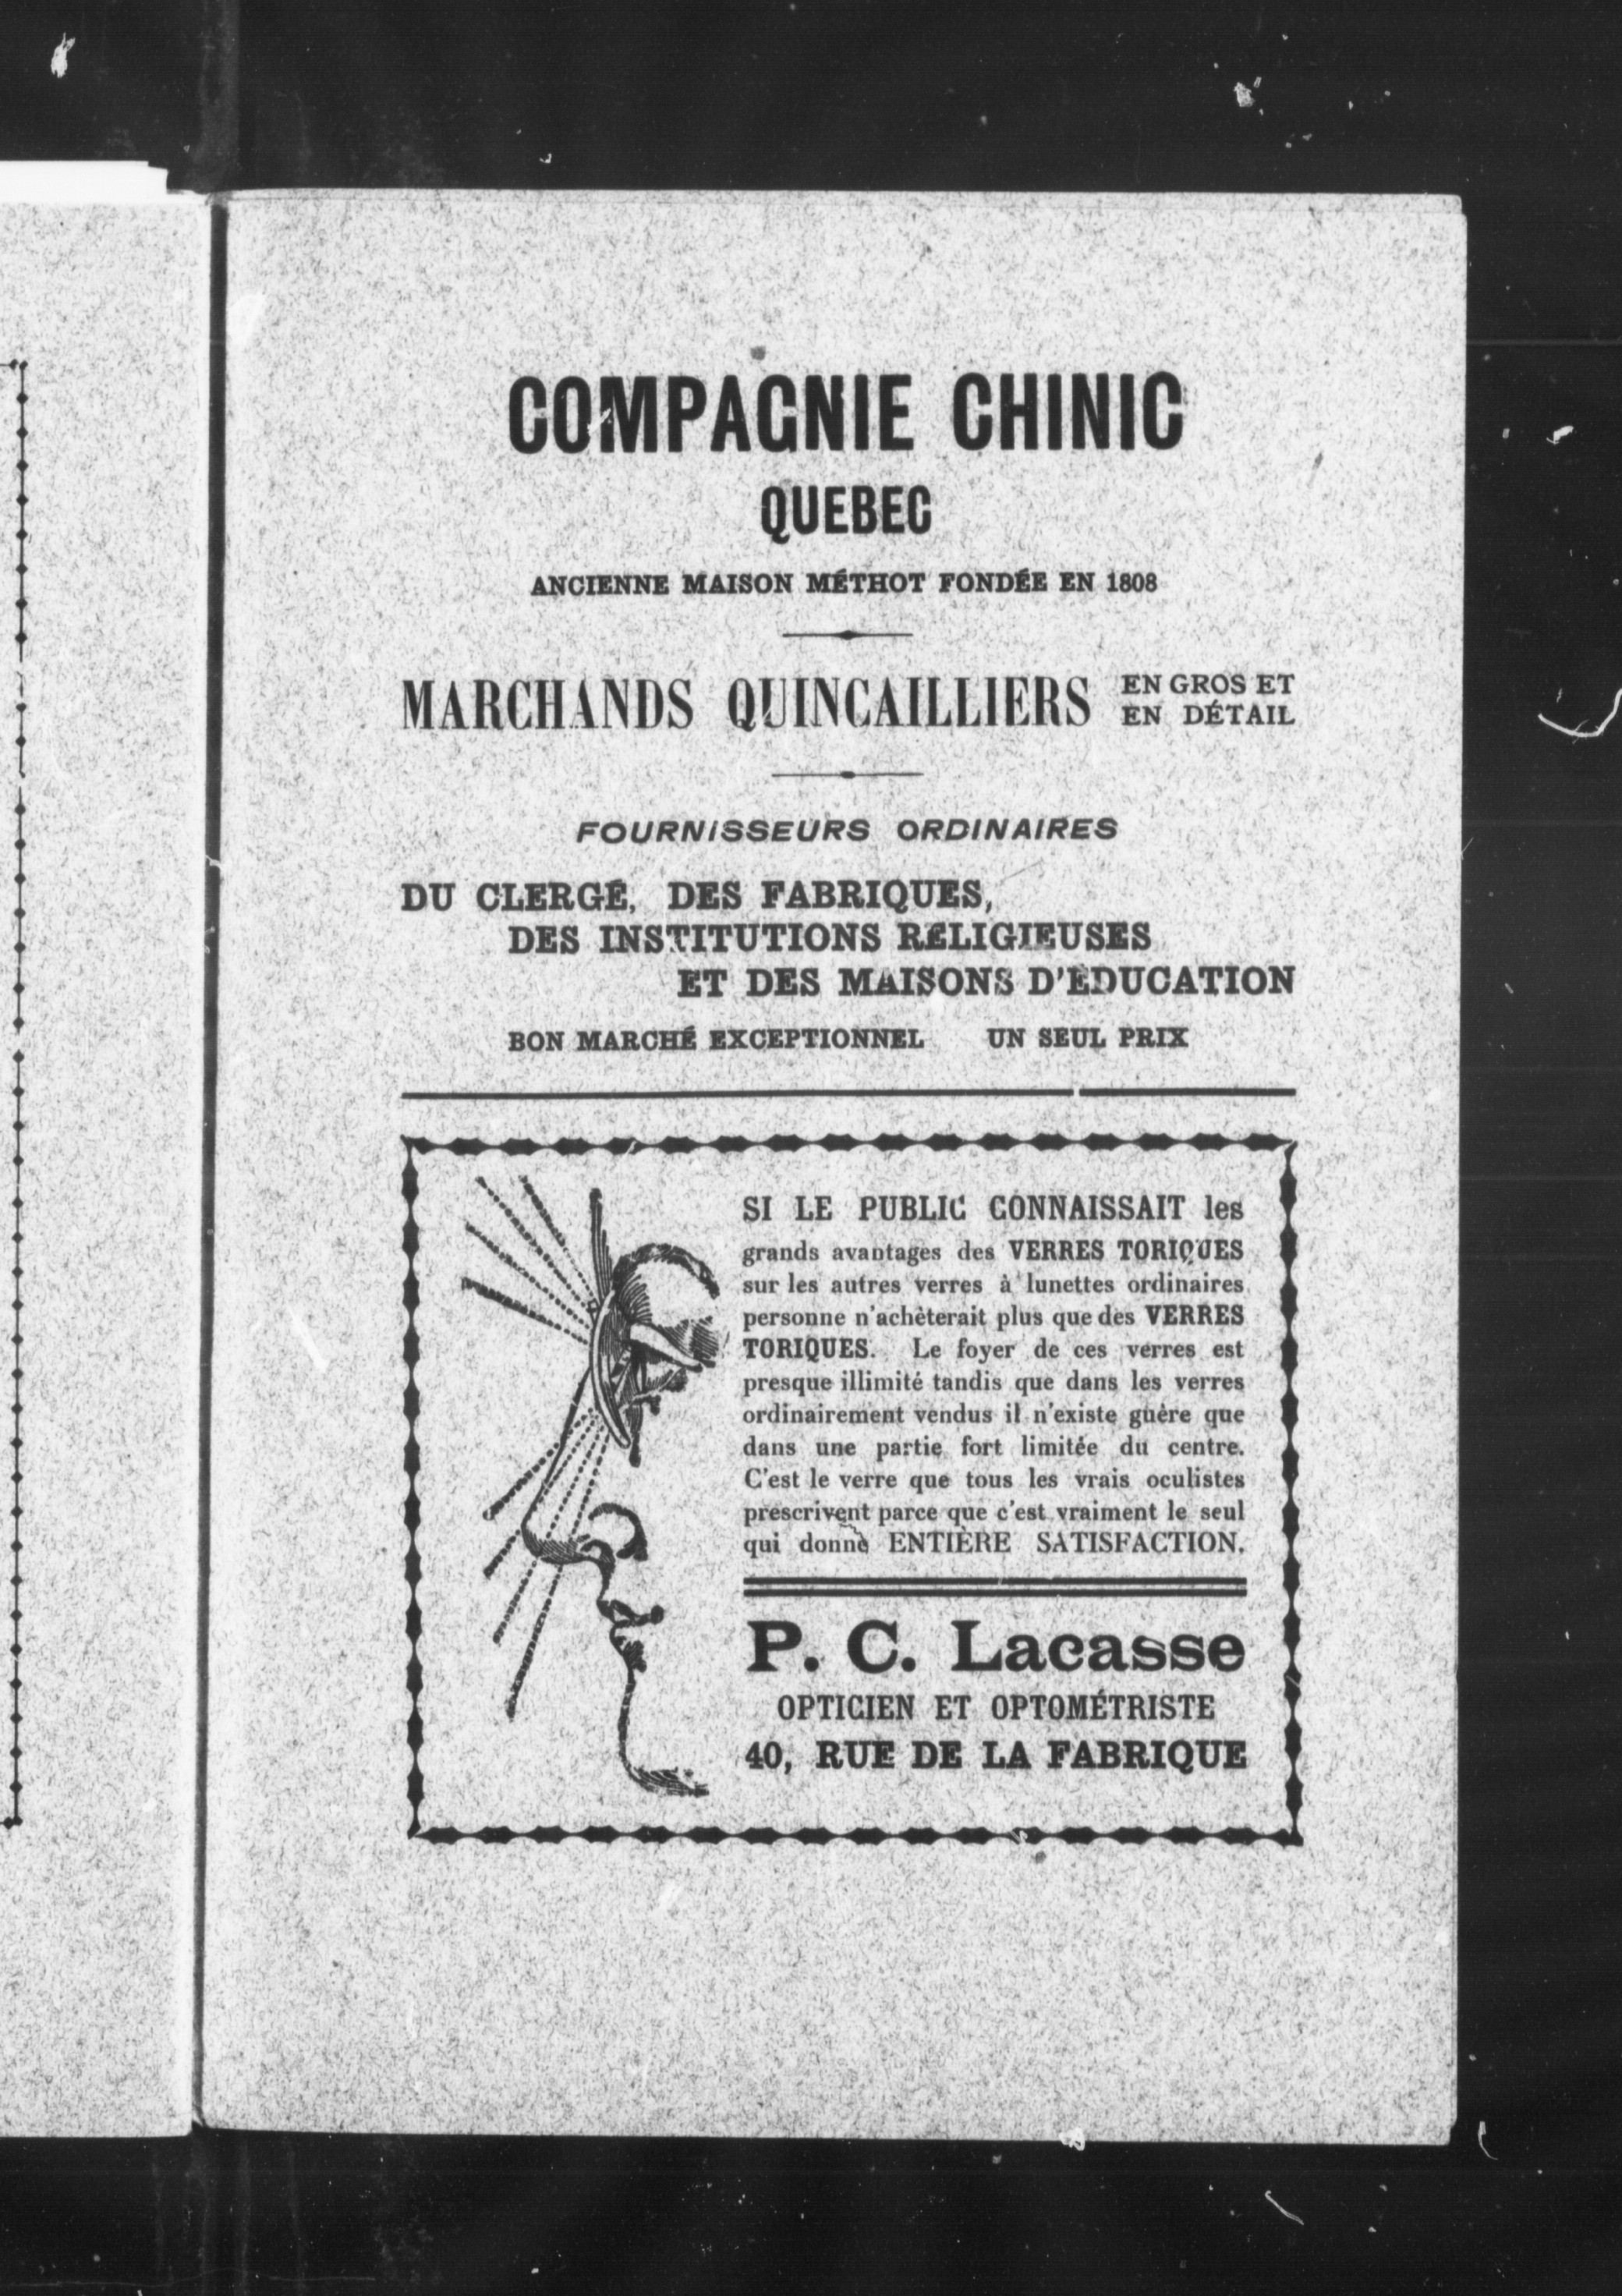 COMPAGNIE CHINIC
QUEBEC
ANCIENNE MAISON MÉTHOT FONDÉE EN 1808
MARCHANDS QUINCAILLIERS EN GROS ET
EN DÉTAIL
FOURNISSEURS ORDINAIRES
DU CLERGÉ, DES FABRIQUES,
DES INSTITUTIONS RELIGIEUSES
ET DES MAISONS D'ÉDUCATION
BON MARCHÉ EXCEPTIONNEL UN SEUL PRIX
SI LE PUBLIC CONNAISSAIT les
grands avantages des VERRES TORIQUES
sur les autres verres à lunettes ordinaires
personne n'achèterait plus que des VERRES
TORIQUES. Le foyer de ces verres est
presque illimité tandis que dans les verres
ordinairement vendus il n'existe guère que
dans une partie fort limitée du centre.
C'est le verre que tous les vrais oculistes
prescrivent parce que c'est vraiment le seul
qui donne ENTIÈRE SATISFACTION.
P. C. Lacasse
OPTICIEN ET OPTOMÉTRISTE
40, RUE DE LA FABRIQUE